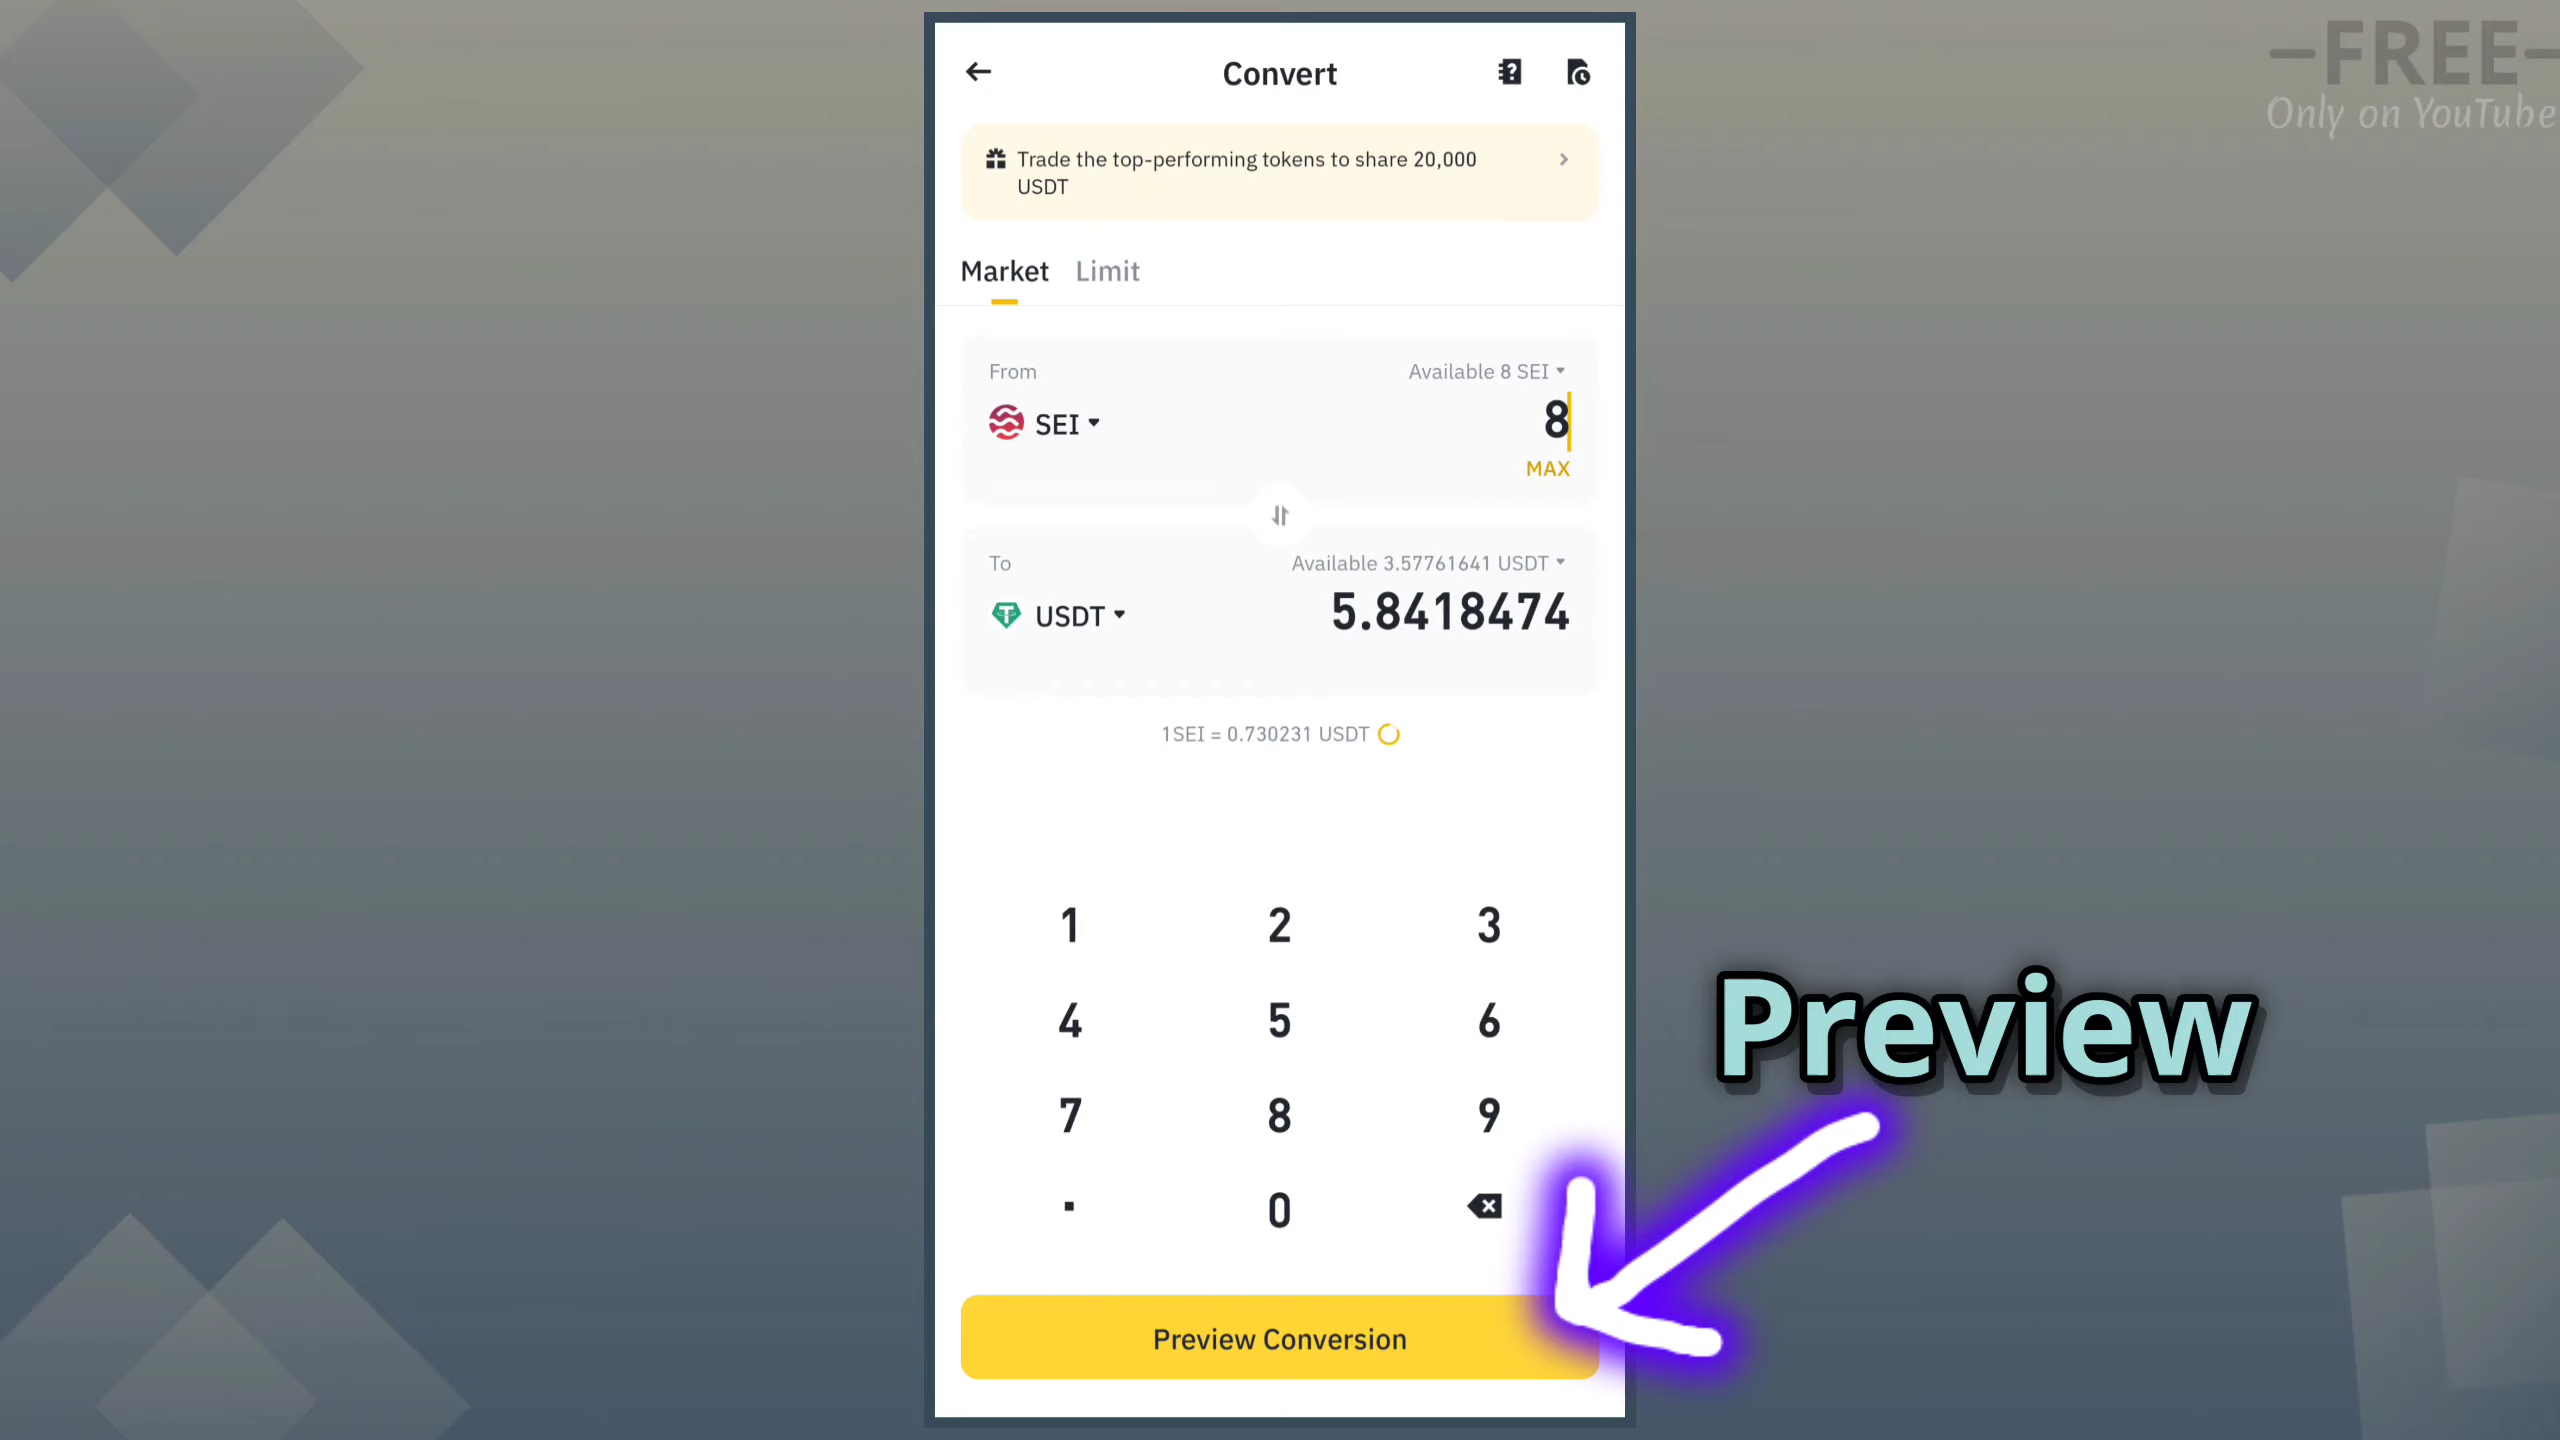 —FREE—
Only on YouTube
Convert
Trade the top-performing tokens to share 20,000
USDT
Market Limit
From Available 8 SEI
SEI 8
MAX
To Available 3.57761641 USDT
USDT 5.8418474
1SEI = 0.730231 USDT
1 2 3
4 5 6
7 8 9
. 0
Preview
Preview Conversion